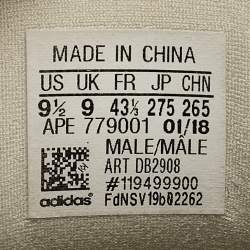 MADE IN CHINA
US UK FR JP CHN
9½ 9 43⅓ 275 265
APE 779001 01/18
MALE/MÂLE
ART DB2908
#119499900
adidas FdNSV19b02262